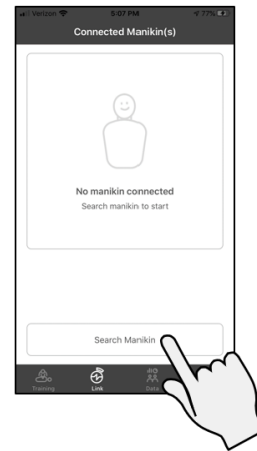 Verizon 5:07 PM 77%
Connected Manikin(s)
No manikin connected
Search manikin to start
Search Manikin
Training Link Data